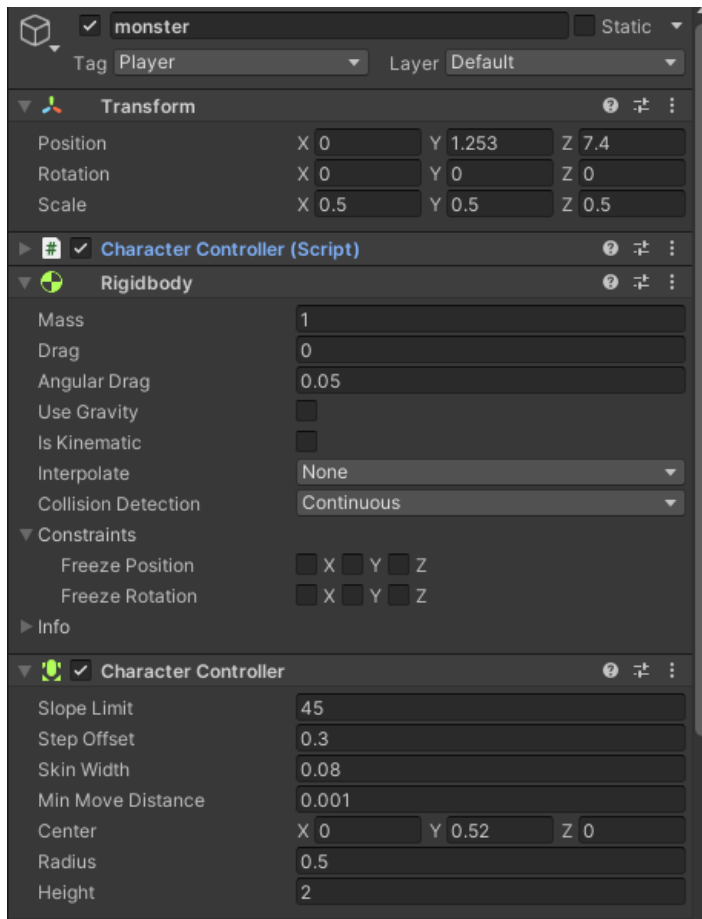 monster Static
Tag Player Layer Default
Transform
Position X 0 Y 1.253 Z 7.4
Rotation X 0 Y 0 Z 0
Scale X 0.5 Y 0.5 Z 0.5
# Character Controller (Script)
Rigidbody
Mass 1
Drag 0
Angular Drag 0.05
Use Gravity
Is Kinematic
Interpolate None
Collision Detection Continuous
Constraints
Freeze Position X Y Z
Freeze Rotation X Y Z
Info
Character Controller
Slope Limit 45
Step Offset 0.3
Skin Width 0.08
Min Move Distance 0.001
Center X 0 Y 0.52 Z 0
Radius 0.5
Height 2